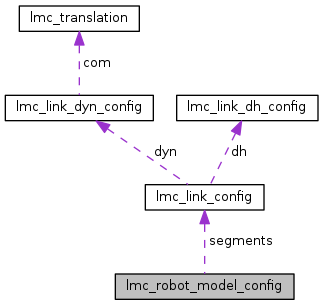 lmc_translation
com
lmc_link_dyn_config
lmc_link_dh_config
dyn
dh
lmc_link_config
segments
lmc_robot_model_config